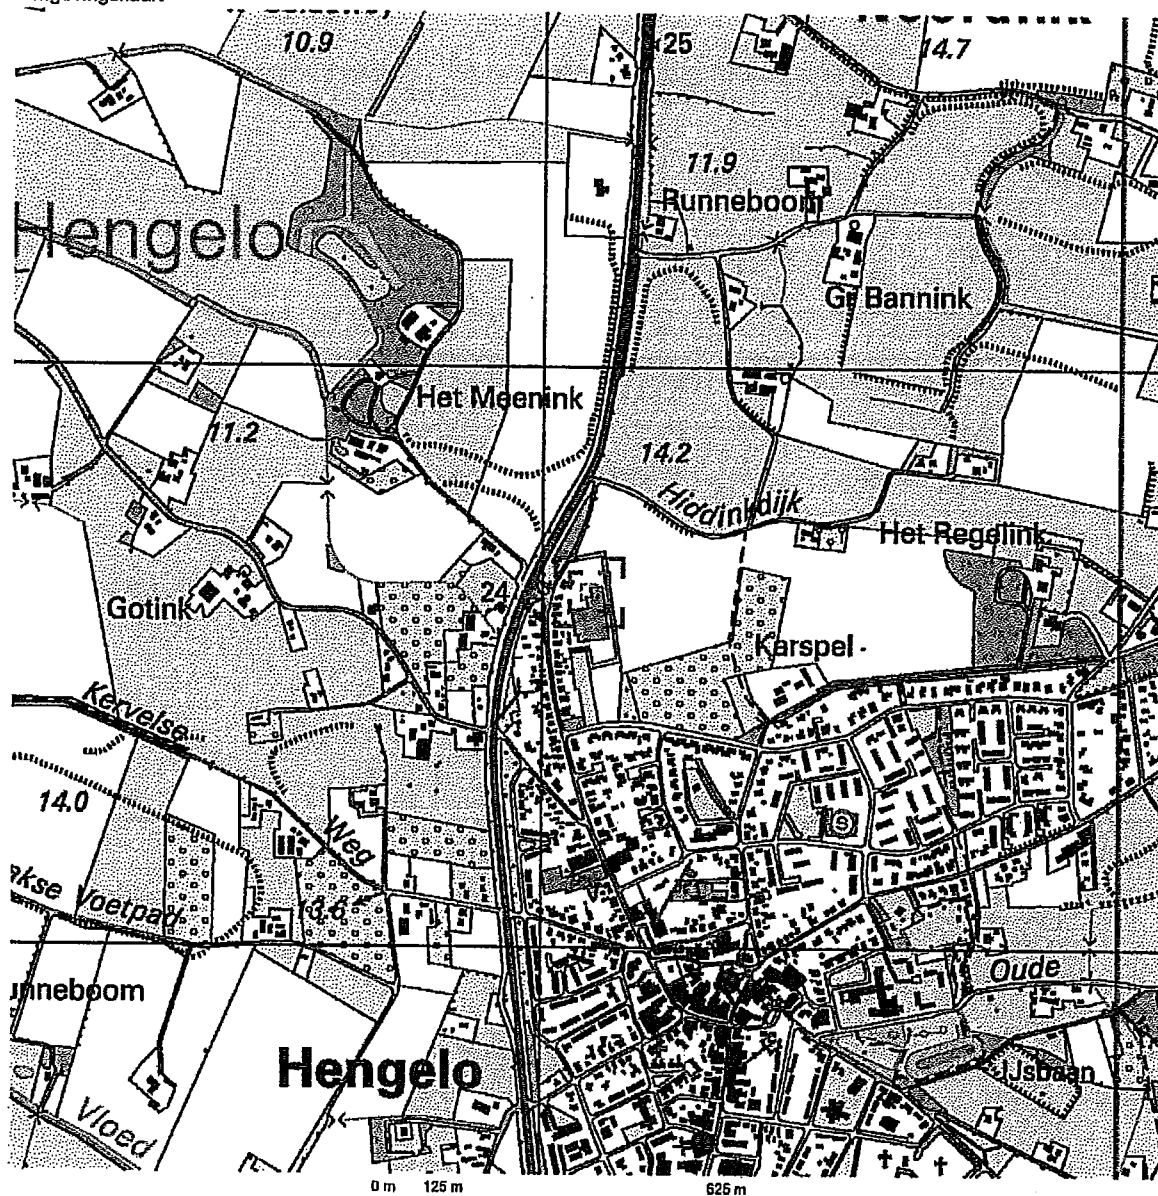 10.9
25
14.7
11.9
Runneboom
Hengelo
Gr Bannink
Het Meenink
11.2
14.2
Hiddinkdijk
Het Regelink
24
Gotink
Karspel
Kervelse
14.0
Weg
Voetpad
13.6
Oude
Hengelo
IJsbaan
Vloed
0 m 125 m 625 m